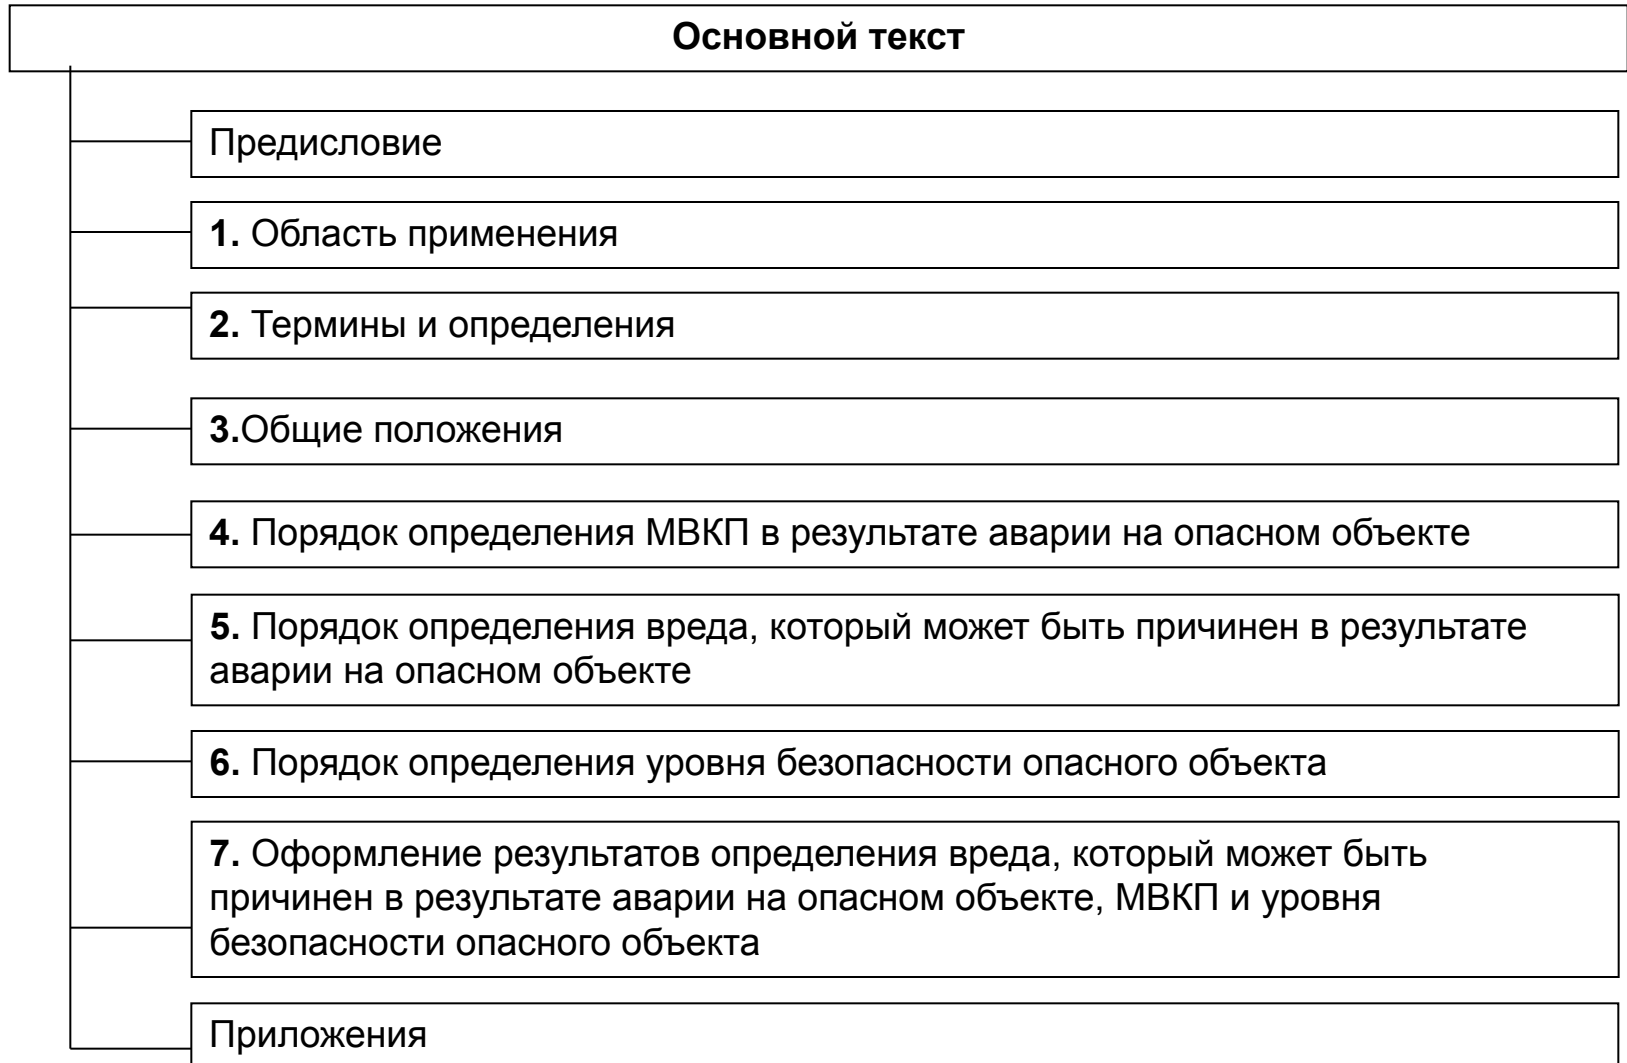 Основной текст
Предисловие
1. Область применения
2. Термины и определения
3.Общие положения
4. Порядок определения МВКП в результате аварии на опасном объекте
5. Порядок определения вреда, который может быть причинен в результате
аварии на опасном объекте
6. Порядок определения уровня безопасности опасного объекта
7. Оформление результатов определения вреда, который может быть
причинен в результате аварии на опасном объекте, МВКП и уровня
безопасности опасного объекта
Приложения